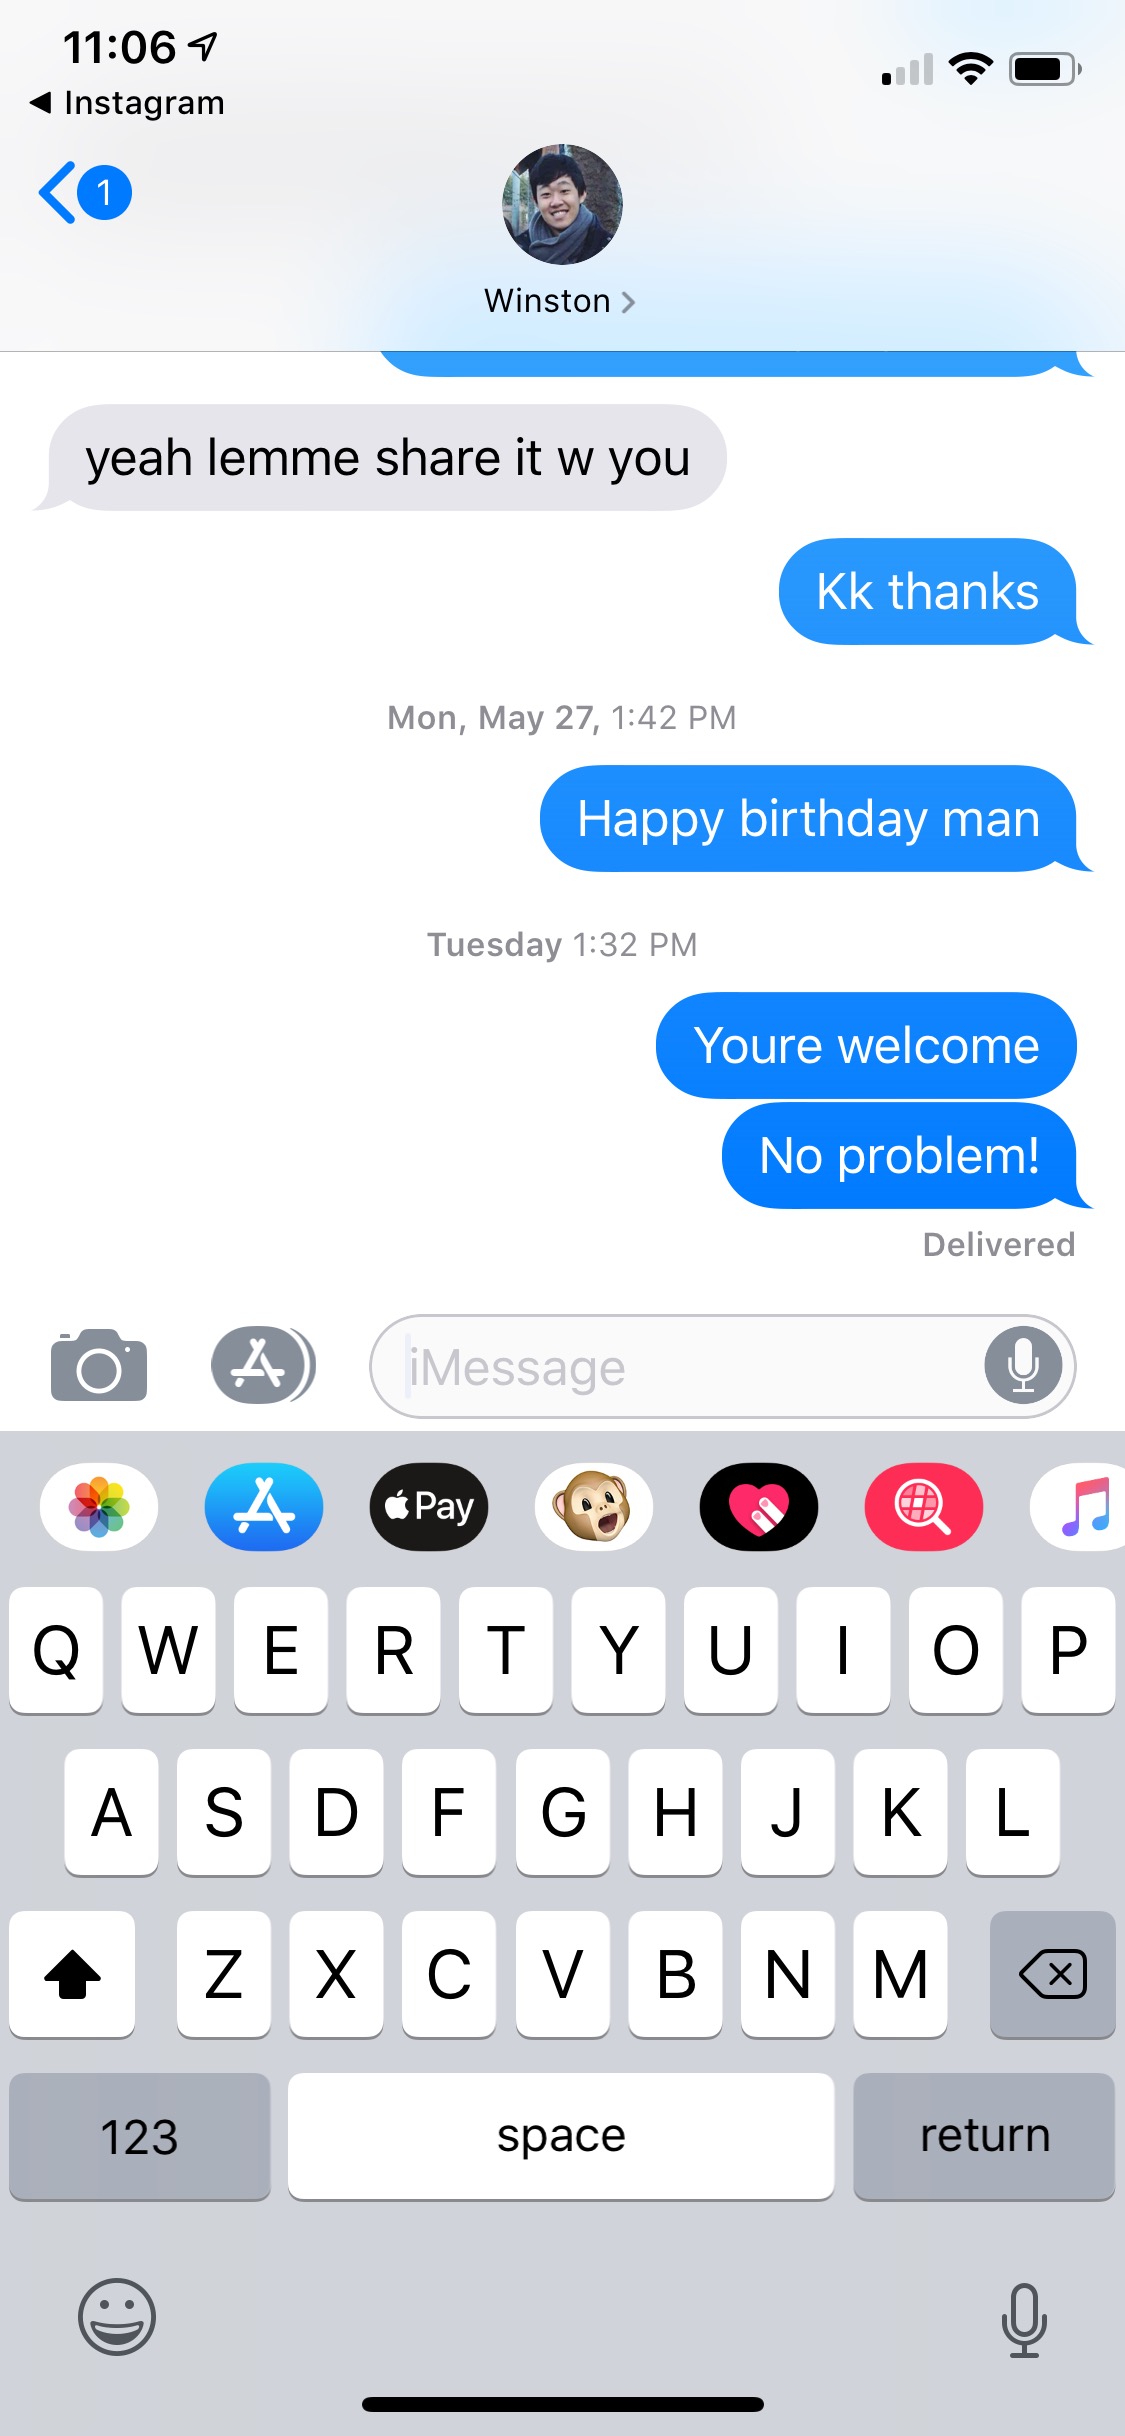 11:06
Instagram
1
Winston
yeah lemme share it w you
Kk thanks
Mon, May 27, 1:42 PM
Happy birthday man
Tuesday 1:32 PM
Youre welcome
No problem!
Delivered
iMessage
Pay
Q W E R T Y U I O P
A S D F G H J K L
Z X C V B N M
123 space return